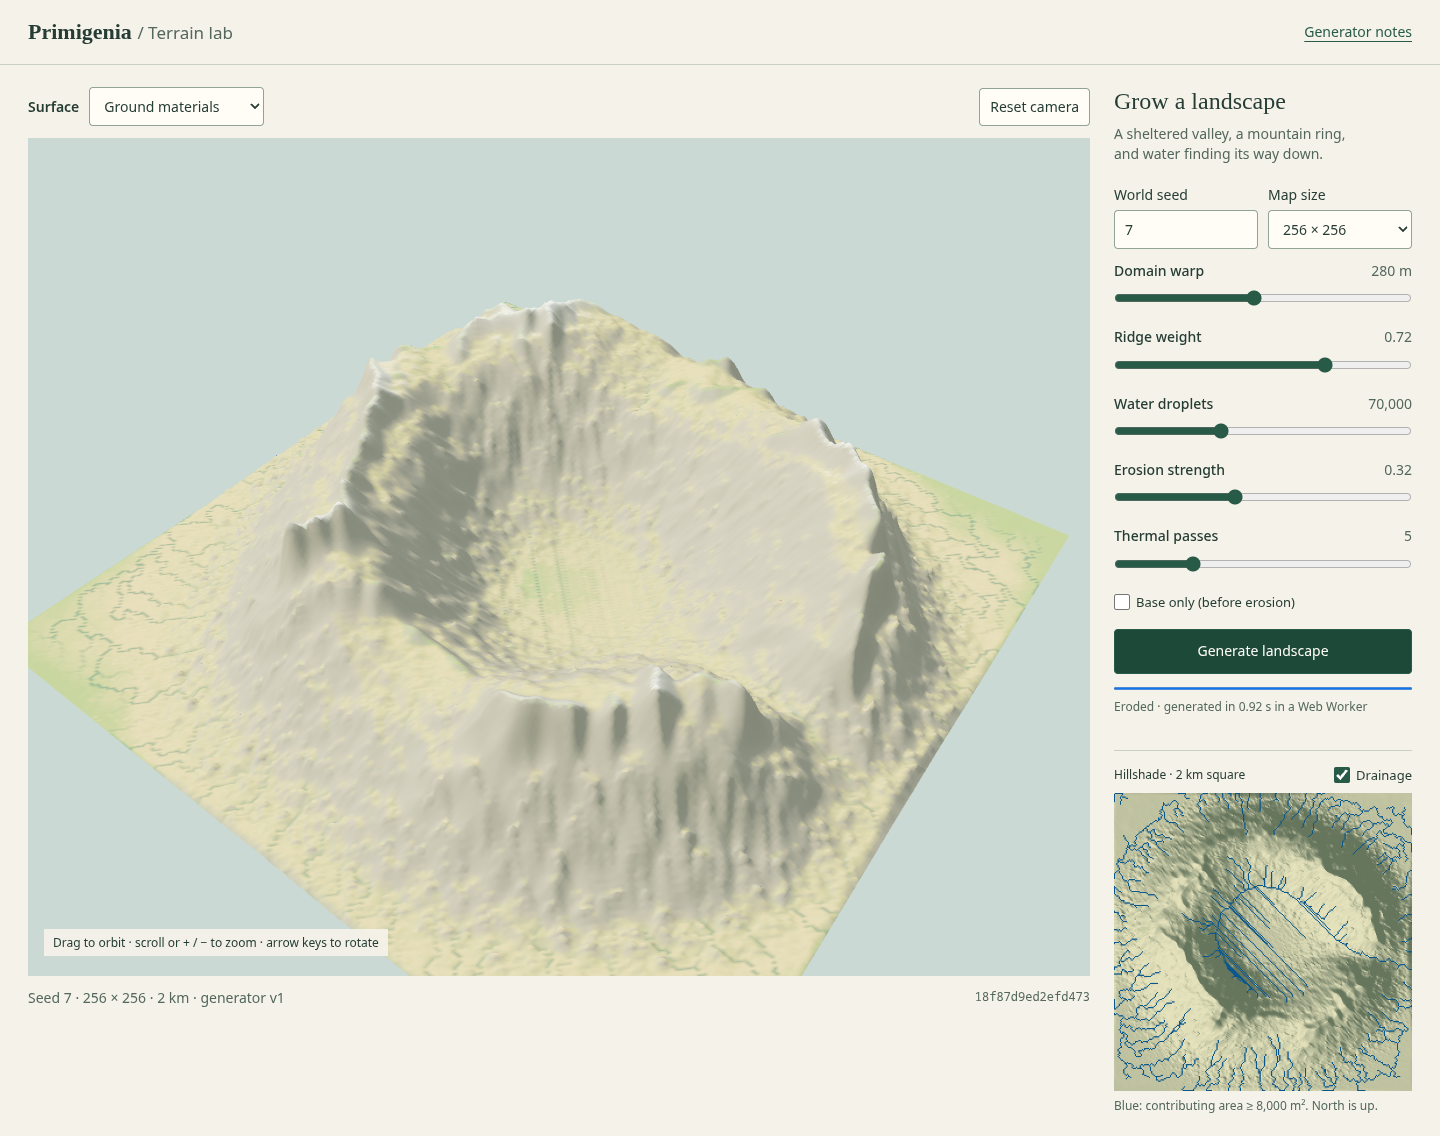 Primigenia / Terrain lab
Generator notes
Surface
Ground materials
Reset camera
Drag to orbit · scroll or + / − to zoom · arrow keys to rotate
Seed 7 · 256 × 256 · 2 km · generator v1
18f87d9ed2efd473
Grow a landscape
A sheltered valley, a mountain ring,
and water finding its way down.
World seed
Map size
7
256 × 256
Domain warp
280 m
Ridge weight
0.72
Water droplets
70,000
Erosion strength
0.32
Thermal passes
5
Base only (before erosion)
Generate landscape
Eroded · generated in 0.92 s in a Web Worker
Hillshade · 2 km square
Drainage
Blue: contributing area ≥ 8,000 m². North is up.